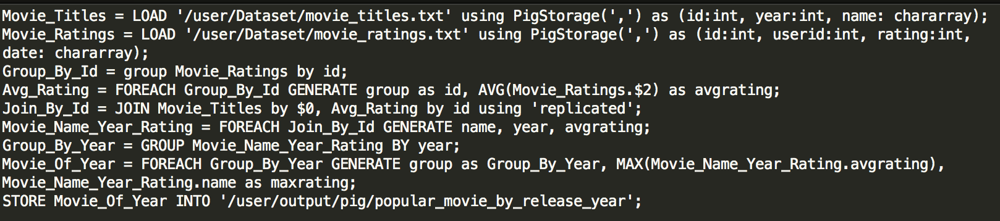 Movie_Titles = LOAD '/user/Dataset/movie_titles.txt' using PigStorage(',') as (id:int, year:int, name: chararray);
Movie_Ratings = LOAD '/user/Dataset/movie_ratings.txt' using PigStorage(',') as (id:int, userid:int, rating:int,
date: chararray);
Group_By_Id = group Movie_Ratings by id;
Avg_Rating = FOREACH Group_By_Id GENERATE group as id, AVG(Movie_Ratings.$2) as avgrating;
Join_By_Id = JOIN Movie_Titles by $0, Avg_Rating by id using 'replicated';
Movie_Name_Year_Rating = FOREACH Join_By_Id GENERATE name, year, avgrating;
Group_By_Year = GROUP Movie_Name_Year_Rating BY year;
Movie_Of_Year = FOREACH Group_By_Year GENERATE group as Group_By_Year, MAX(Movie_Name_Year_Rating.avgrating),
Movie_Name_Year_Rating.name as maxrating;
STORE Movie_Of_Year INTO '/user/output/pig/popular_movie_by_release_year';